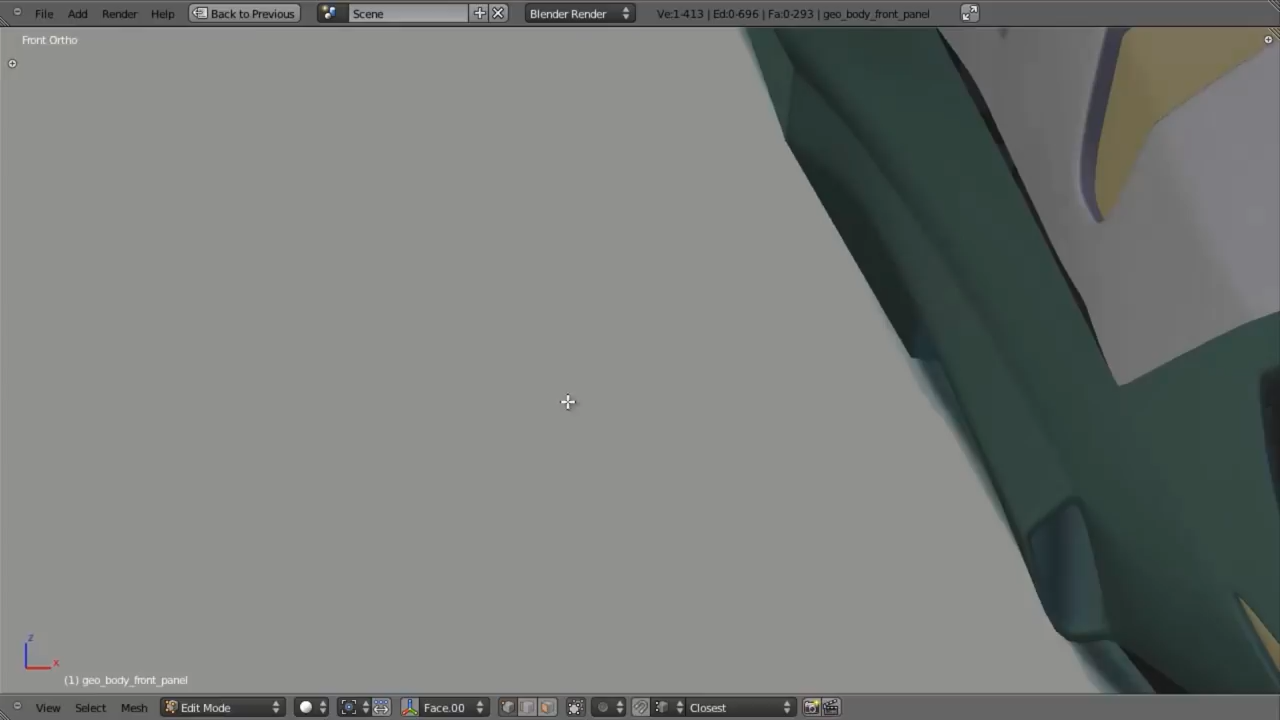 File Add Render Help Back to Previous Scene Blender Render Ve:1-413 | Ed:0-696 | Fa:0-293 | geo_body_front_panel
Front Ortho
z
x
(1) geo_body_front_panel
View Select Mesh Edit Mode Face.00 Closest